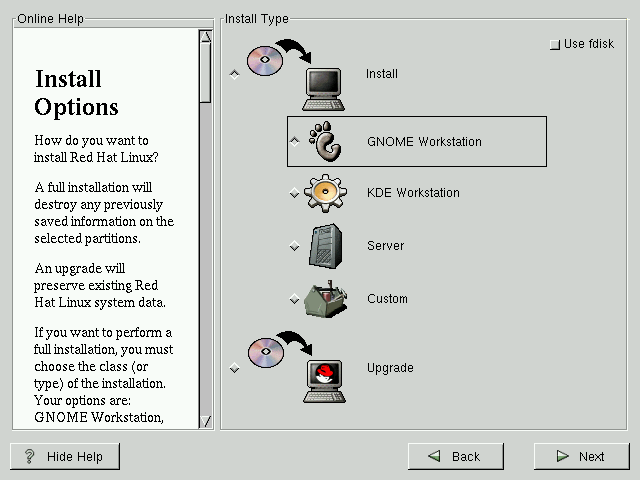 Online Help
Install
Options
How do you want to
install Red Hat Linux?
A full installation will
destroy any previously
saved information on the
selected partitions.
An upgrade will
preserve existing Red
Hat Linux system data.
If you want to perform a
full installation, you must
choose the class (or
type) of the installation.
Your options are:
GNOME Workstation,
Install Type
Use fdisk
Install
GNOME Workstation
KDE Workstation
Server
Custom
Upgrade
? Hide Help
Back
Next